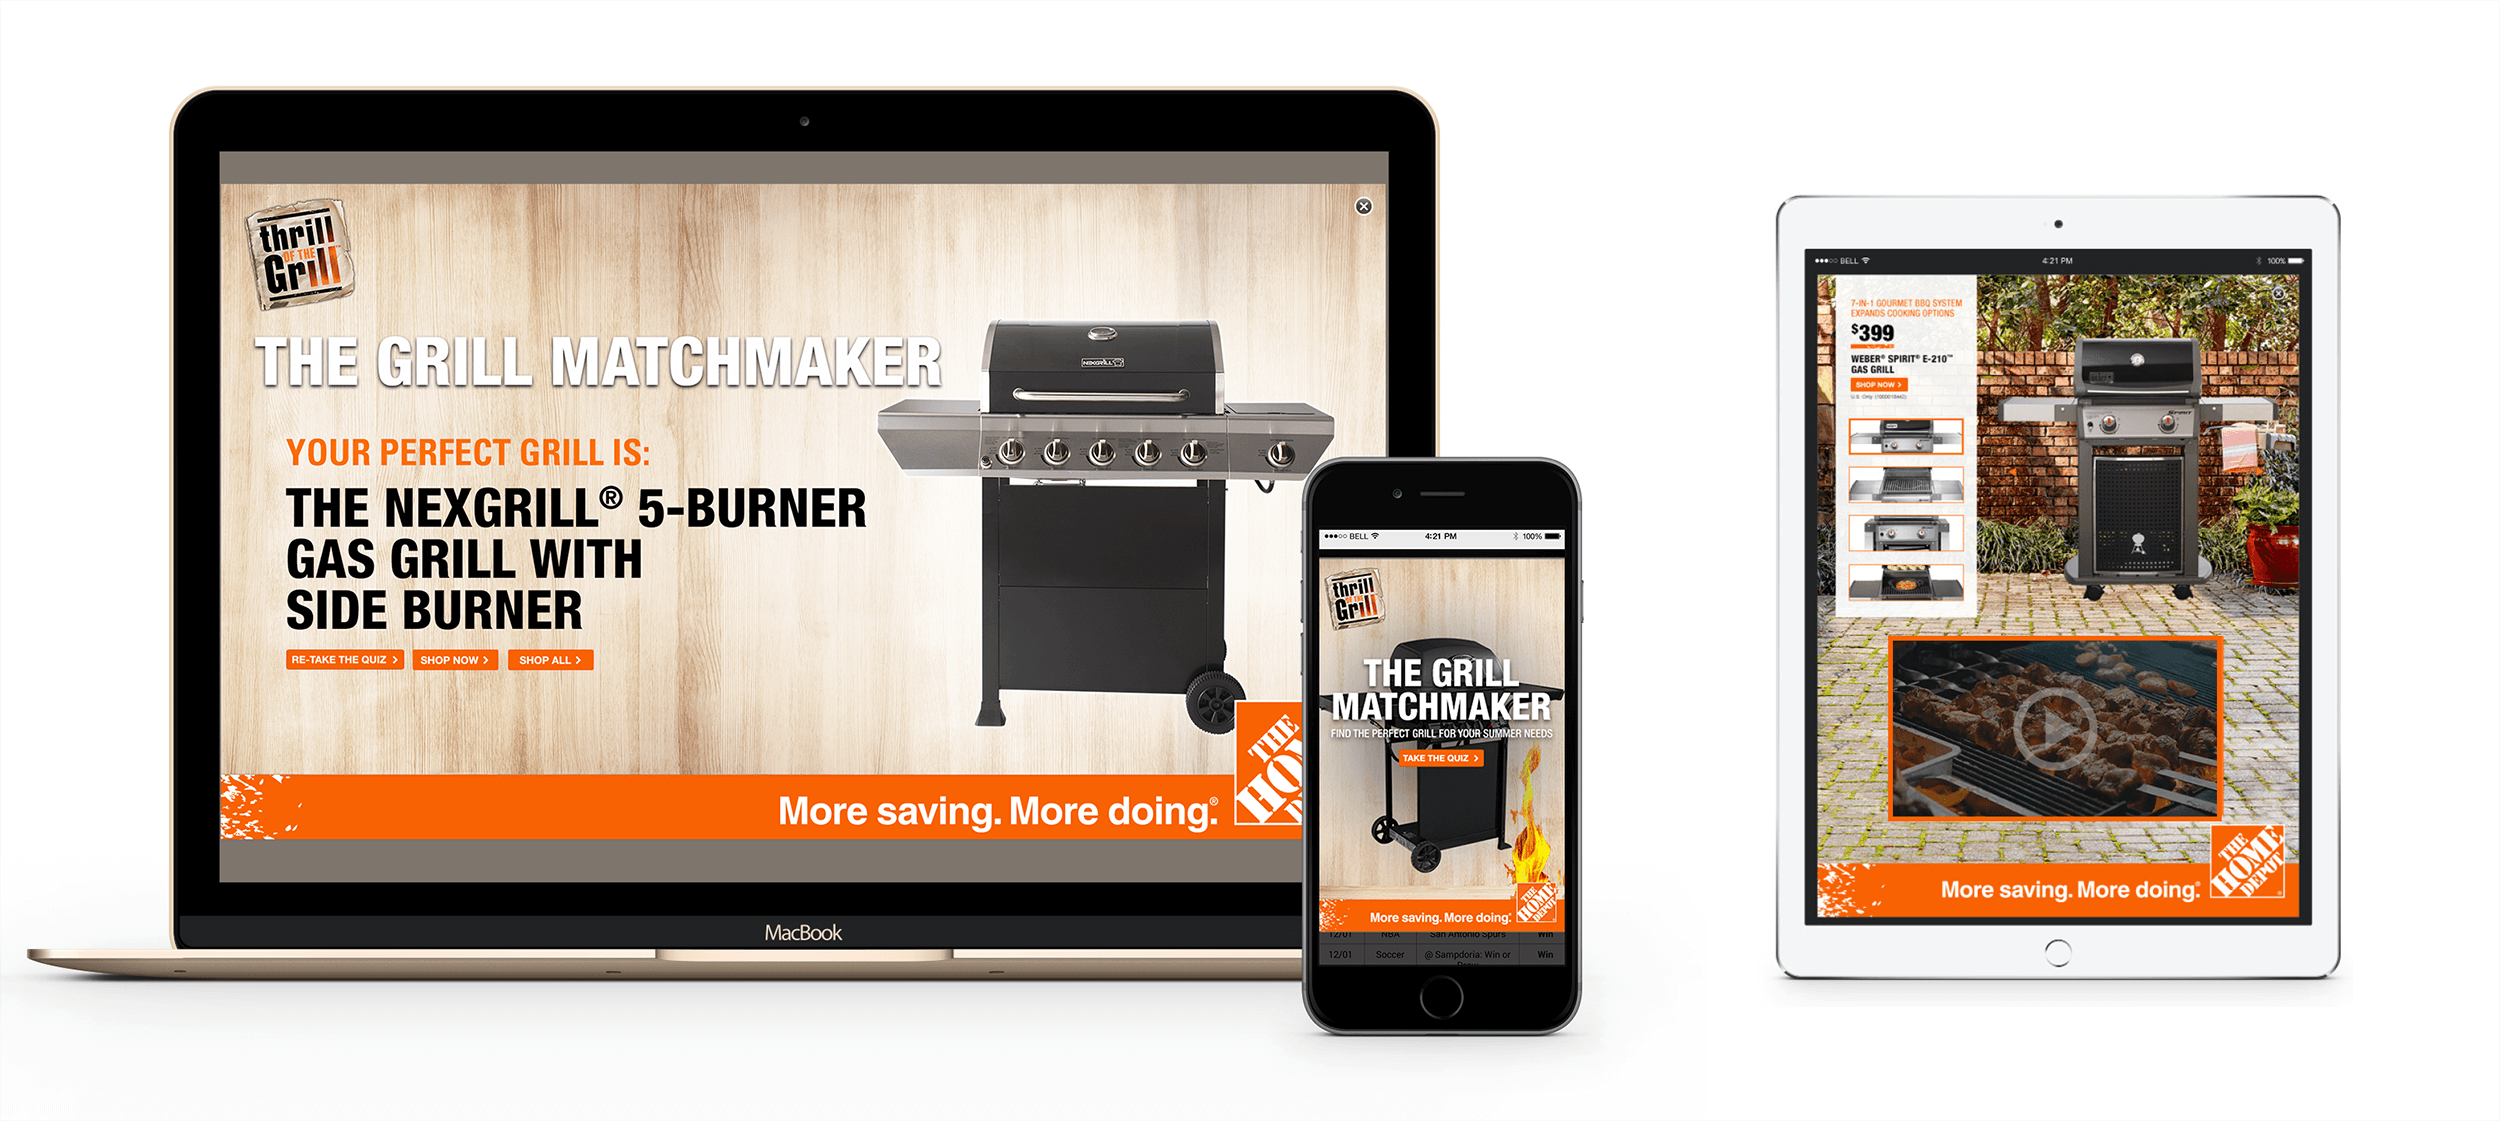 thrill
OF THE
Grill™
THE GRILL MATCHMAKER
YOUR PERFECT GRILL IS:
THE NEXGRILL® 5-BURNER
GAS GRILL WITH
SIDE BURNER
RE-TAKE THE QUIZ >
SHOP NOW >
SHOP ALL >
NEXGRILL
More saving. More doing.®
THE
HO
DE
MacBook
BELL
4:21 PM
100%
thrill
OF THE
Grill
THE GRILL
MATCHMAKER
FIND THE PERFECT GRILL FOR YOUR SUMMER NEEDS
TAKE THE QUIZ >
More saving. More doing.
THE
HOME
DEPOT
12/01 NBA San Antonio Spurs Win
12/01 Soccer @ Sampdoria: Win or Win
BELL
4:21 PM
100%
7-IN-1 GOURMET BBQ SYSTEM
EXPANDS COOKING OPTIONS
$399
WEBER® SPIRIT® E-210™
GAS GRILL
SHOP NOW >
More saving. More doing.
THE
HOME
DEPOT